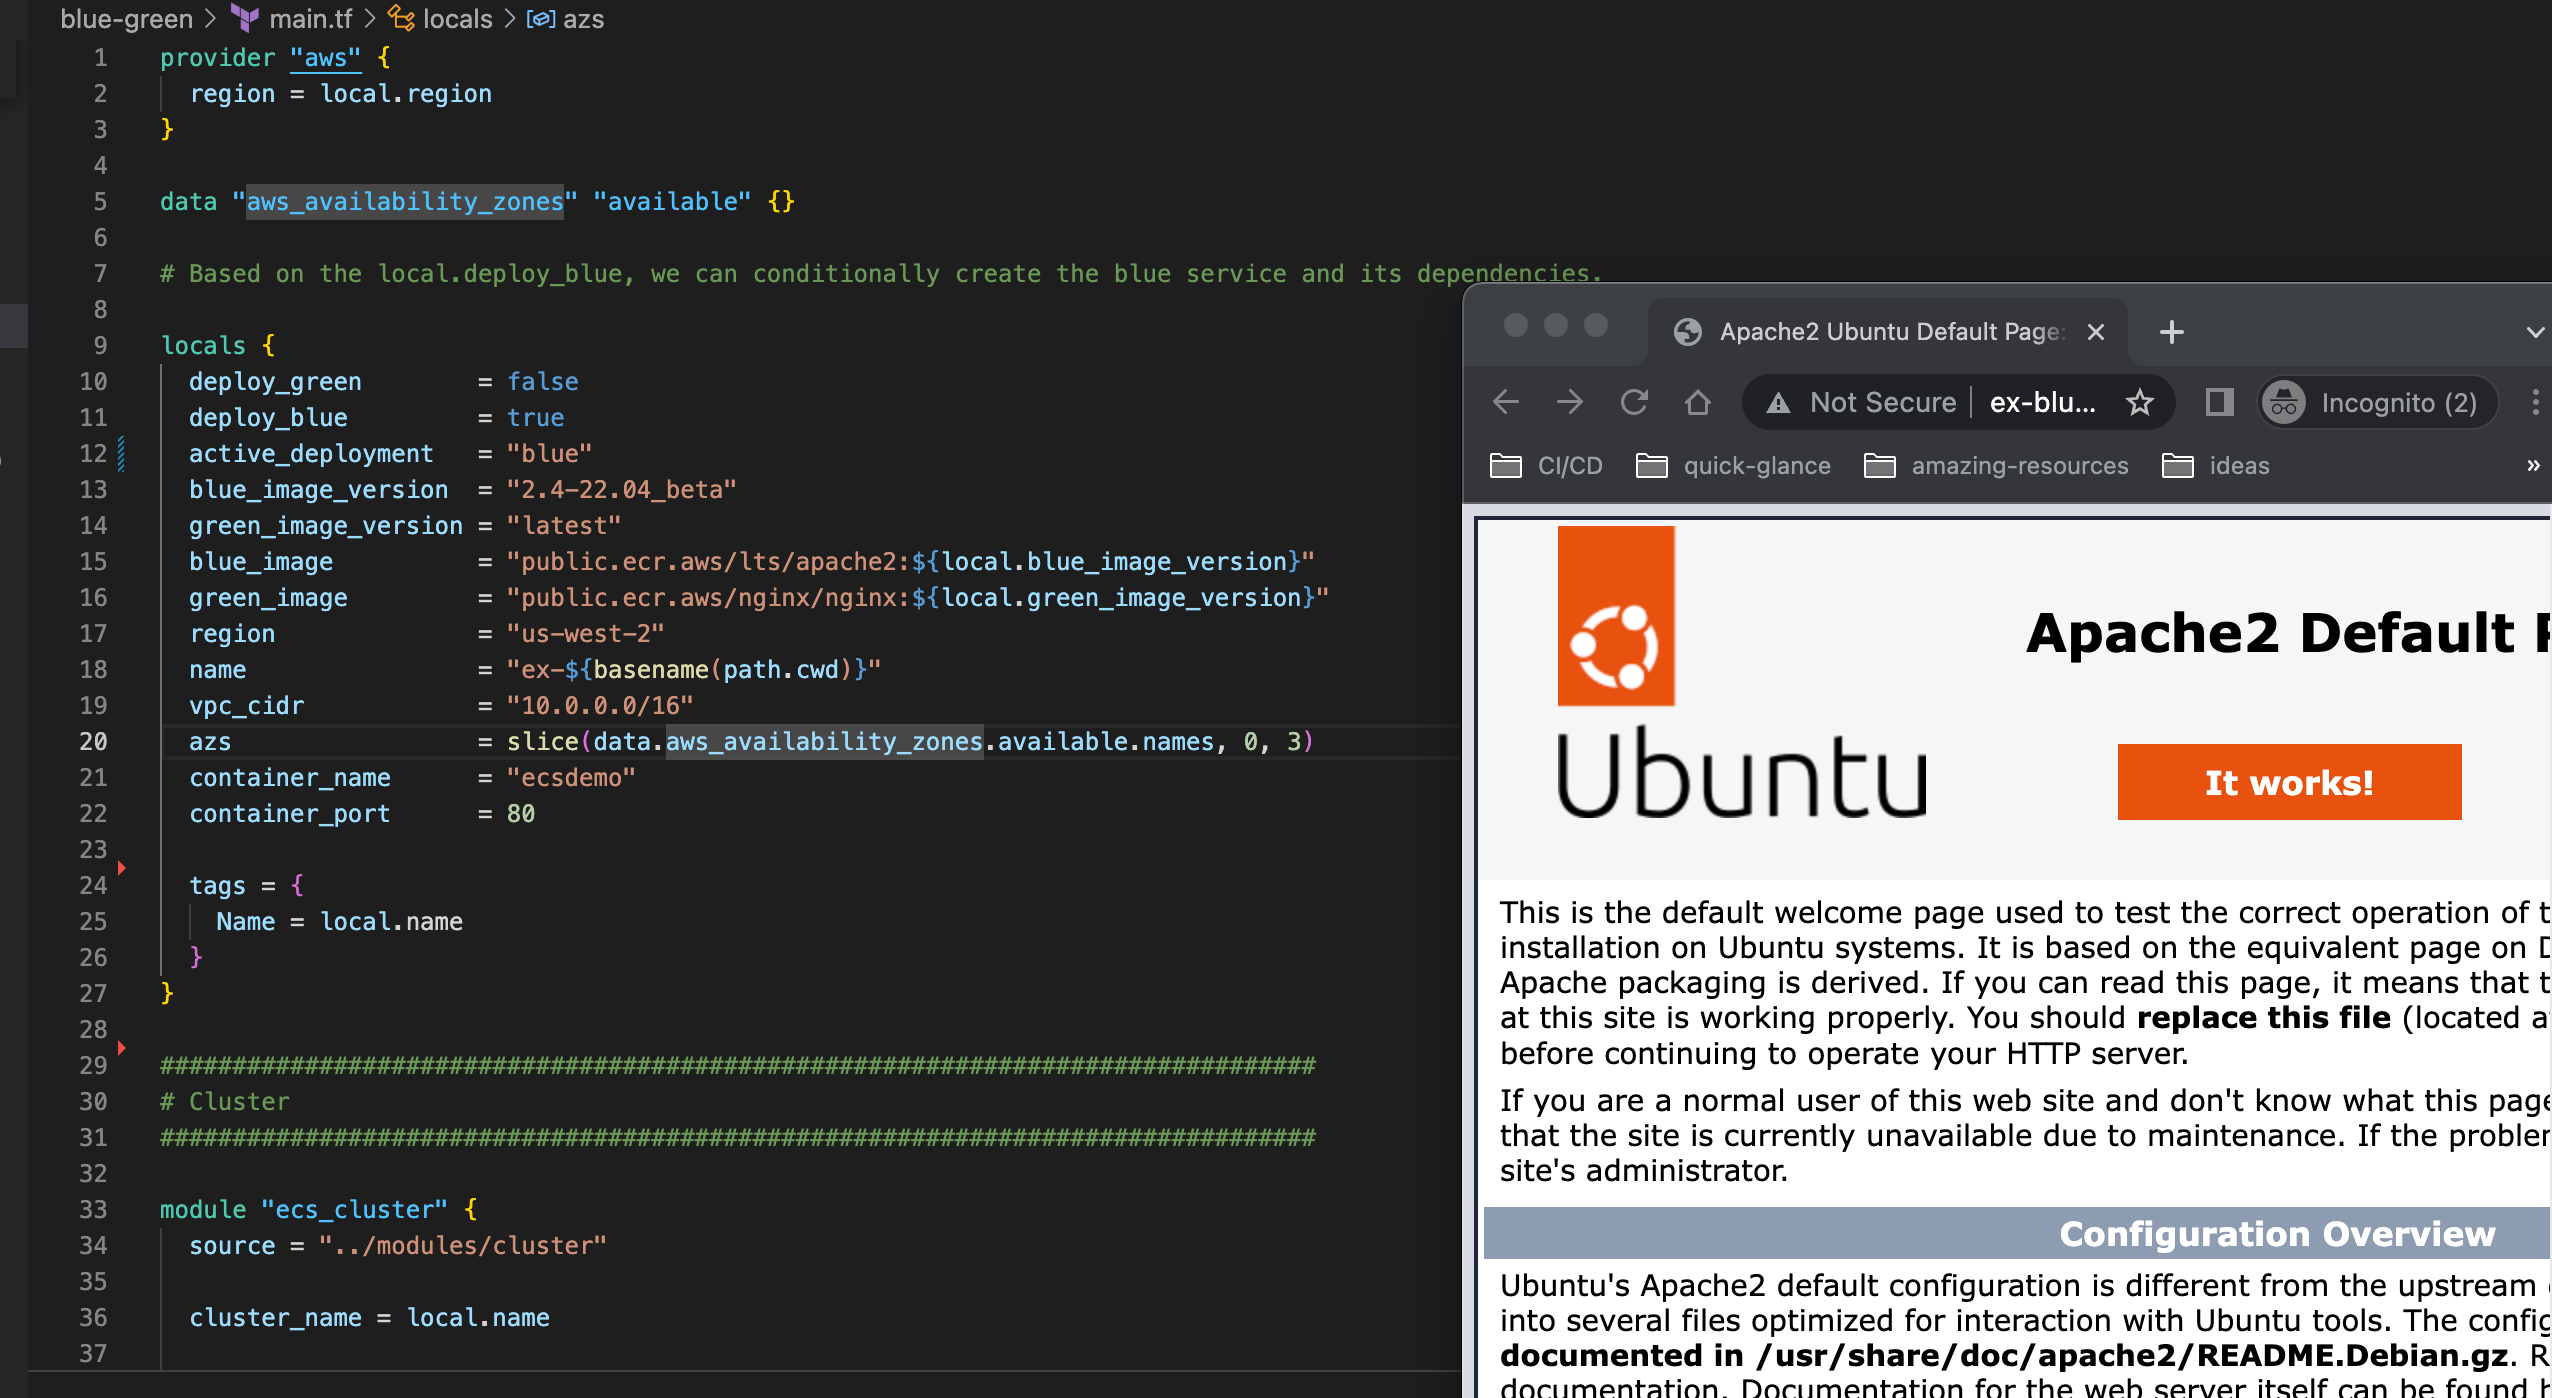 blue-green > main.tf > locals > azs
1 provider "aws" {
2 region = local.region
3 }
4
5 data "aws_availability_zones" "available" {}
6
7 # Based on the local.deploy_blue, we can conditionally create the blue service and its dependencies.
8
9 locals {
10 deploy_green = false
11 deploy_blue = true
12 active_deployment = "blue"
13 blue_image_version = "2.4-22.04_beta"
14 green_image_version = "latest"
15 blue_image = "public.ecr.aws/lts/apache2:${local.blue_image_version}"
16 green_image = "public.ecr.aws/nginx/nginx:${local.green_image_version}"
17 region = "us-west-2"
18 name = "ex-${basename(path.cwd)}"
19 vpc_cidr = "10.0.0.0/16"
20 azs = slice(data.aws_availability_zones.available.names, 0, 3)
21 container_name = "ecsdemo"
22 container_port = 80
23
24 tags = {
25 Name = local.name
26 }
27 }
28
29 ################################################################################
30 # Cluster
31 ################################################################################
32
33 module "ecs_cluster" {
34 source = "../modules/cluster"
35
36 cluster_name = local.name
37
Apache2 Ubuntu Default Page:
Not Secure | ex-blu... Incognito (2)
CI/CD quick-glance amazing-resources ideas »
Ubuntu
Apache2 Default
It works!
This is the default welcome page used to test the correct operation of
installation on Ubuntu systems. It is based on the equivalent page on
Apache packaging is derived. If you can read this page, it means that
at this site is working properly. You should replace this file (located
before continuing to operate your HTTP server.
If you are a normal user of this web site and don't know what this page
that the site is currently unavailable due to maintenance. If the problem
site's administrator.
Configuration Overview
Ubuntu's Apache2 default configuration is different from the upstream
into several files optimized for interaction with Ubuntu tools. The
documented in /usr/share/doc/apache2/README.Debian.gz.
documentation. Documentation for the web server itself can be found